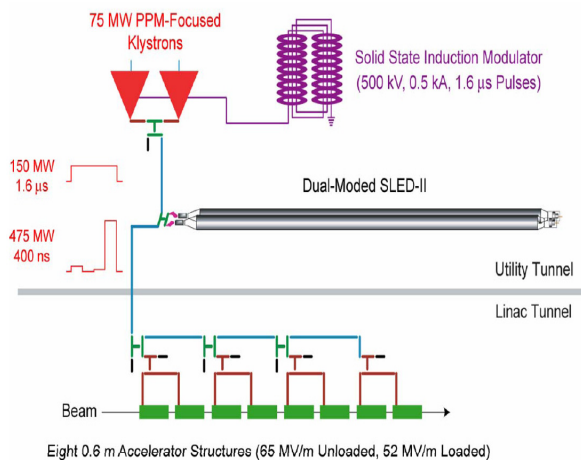 75 MW PPM-Focused
Klystrons
Solid State Induction Modulator
(500 kV, 0.5 kA, 1.6 µs Pulses)
150 MW
1.6 µs
Dual-Moded SLED-II
475 MW
400 ns
Utility Tunnel
Linac Tunnel
Beam
Eight 0.6 m Accelerator Structures (65 MV/m Unloaded, 52 MV/m Loaded)